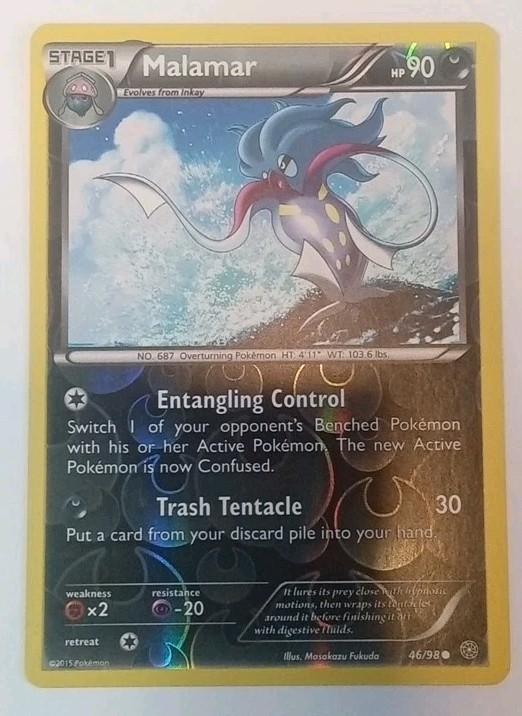 STAGE1
Malamar
HP 90
Evolves from Inkay
NO. 687 Overturning Pokémon HT: 4'11" WT: 103.6 lbs.
Entangling Control
Switch 1 of your opponent's Benched Pokémon
with his or her Active Pokémon. The new Active
Pokémon is now Confused.
Trash Tentacle 30
Put a card from your discard pile into your hand.
weakness resistance
×2 -20
retreat
It lures its prey close with hypnotic
motions, then wraps its tentacles
around it before finishing it off
with digestive fluids.
Illus. Masakazu Fukuda 46/98
©2015 Pokémon